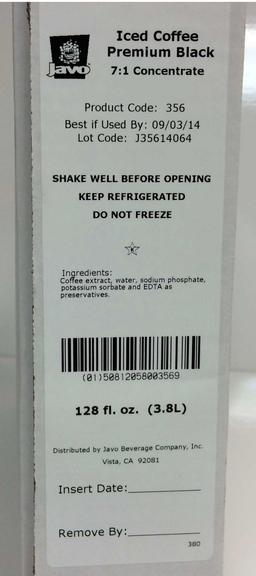 Javo
Iced Coffee
Premium Black
7:1 Concentrate
Product Code: 356
Best if Used By: 09/03/14
Lot Code: J35614064
SHAKE WELL BEFORE OPENING
KEEP REFRIGERATED
DO NOT FREEZE
Ingredients:
Coffee extract, water, sodium phosphate,
potassium sorbate and EDTA as
preservatives.
(01)50812058003569
128 fl. oz. (3.8L)
Distributed by Javo Beverage Company, Inc.
Vista, CA 92081
Insert Date:
Remove By:
380